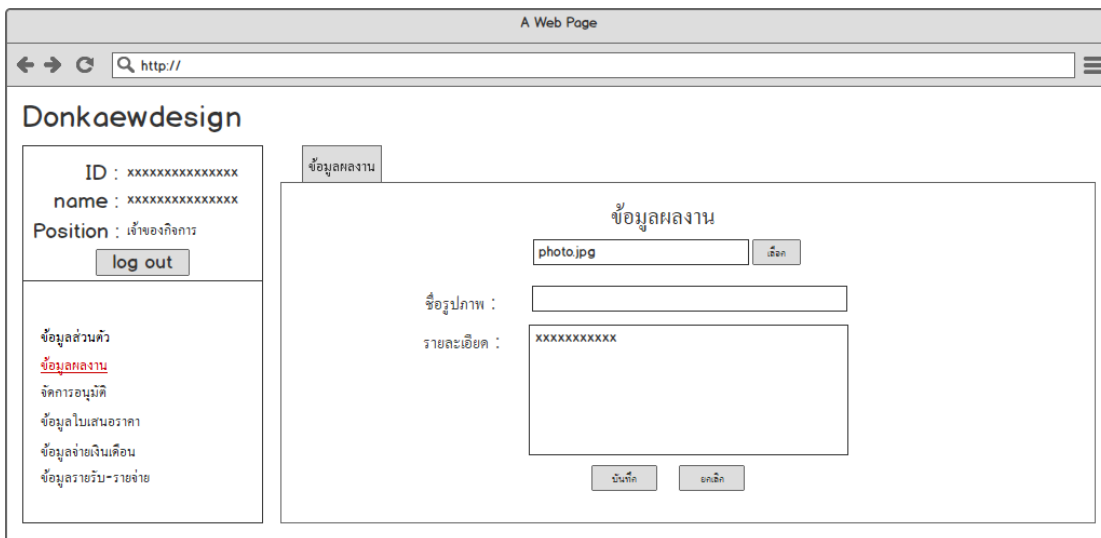 A Web Page
http://
Donkaewdesign
ID : xxxxxxxxxxxxxxx
name : xxxxxxxxxxxxxxx
Position : เจ้าของกิจการ
log out
ข้อมูลส่วนตัว
ข้อมูลผลงาน
จัดการอนุมัติ
ข้อมูลใบเสนอราคา
ข้อมูลจ่ายเงินเดือน
ข้อมูลรายรับ-รายจ่าย
ข้อมูลผลงาน
ข้อมูลผลงาน
photo.jpg เลือก
ชื่อรูปภาพ :
รายละเอียด : xxxxxxxxxxx
บันทึก ยกเลิก